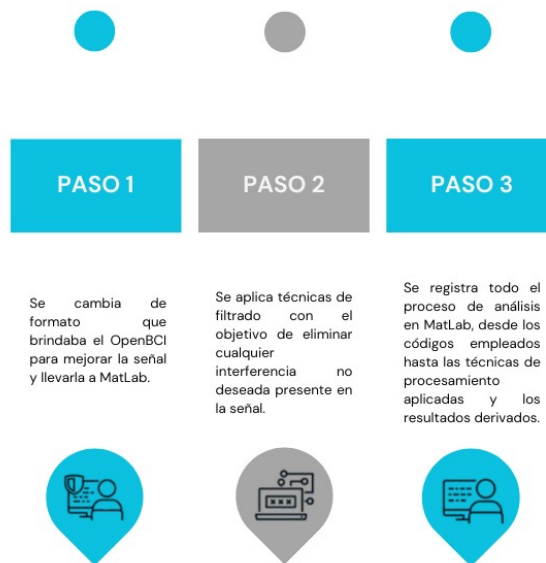 PASO 1
Se cambia de
formato que
brindaba el OpenBCI
para mejorar la señal
y llevarla a MatLab.
PASO 2
Se aplica técnicas de
filtrado con el
objetivo de eliminar
cualquier
interferencia no
deseada presente en
la señal.
PASO 3
Se registra todo el
proceso de análisis
en MatLab, desde los
códigos empleados
hasta las técnicas de
procesamiento
aplicadas y los
resultados derivados.